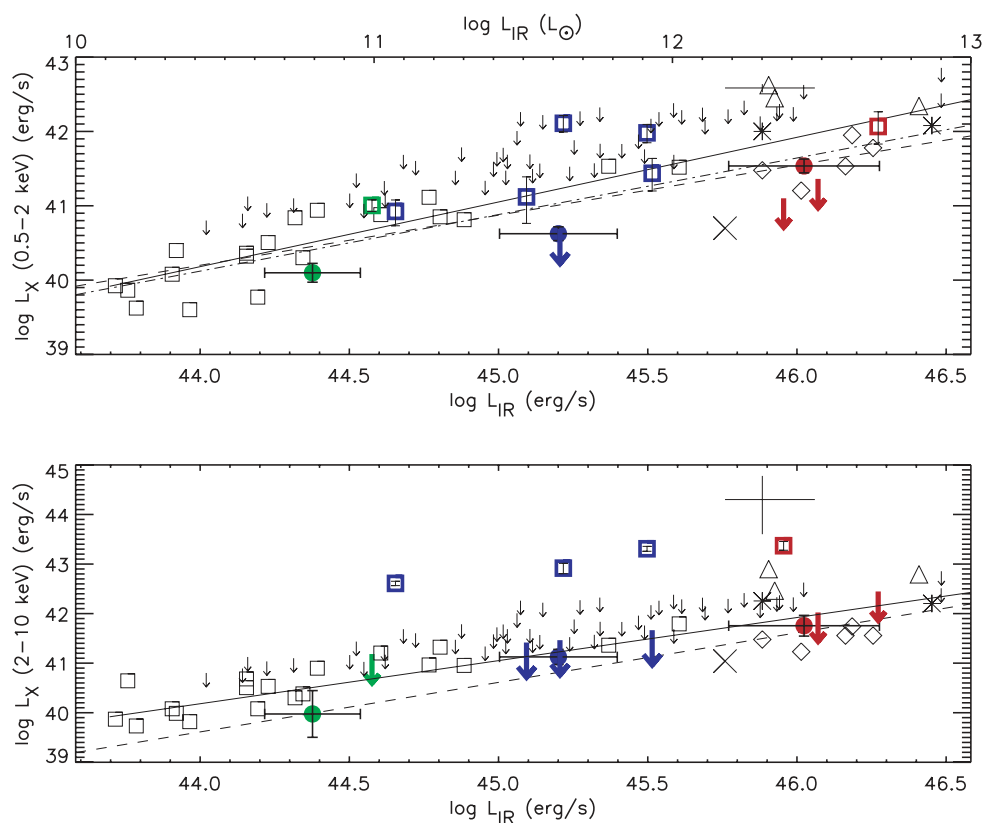 log L_IR (L_⊙)
10 11 12 13
43
42
41
40
39
log L_X (0.5−2 keV) (erg/s)
44.0 44.5 45.0 45.5 46.0 46.5
log L_IR (erg/s)
45
44
43
42
41
40
39
log L_X (2−10 keV) (erg/s)
44.0 44.5 45.0 45.5 46.0 46.5
log L_IR (erg/s)